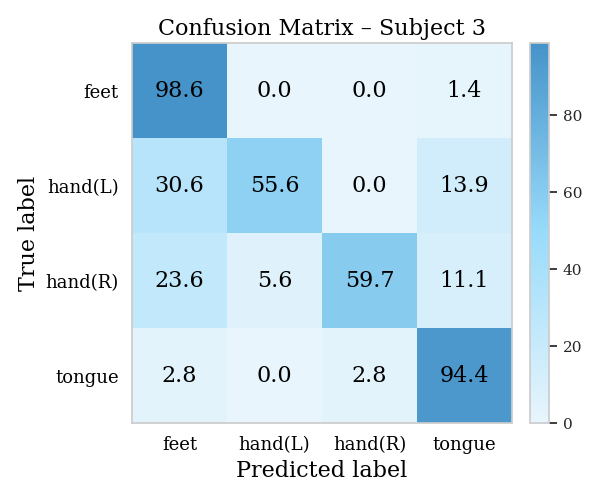 Confusion Matrix – Subject 3
feet 98.6 0.0 0.0 1.4
hand(L) 30.6 55.6 0.0 13.9
hand(R) 23.6 5.6 59.7 11.1
tongue 2.8 0.0 2.8 94.4
feet hand(L) hand(R) tongue
Predicted label
True label
80
60
40
20
0